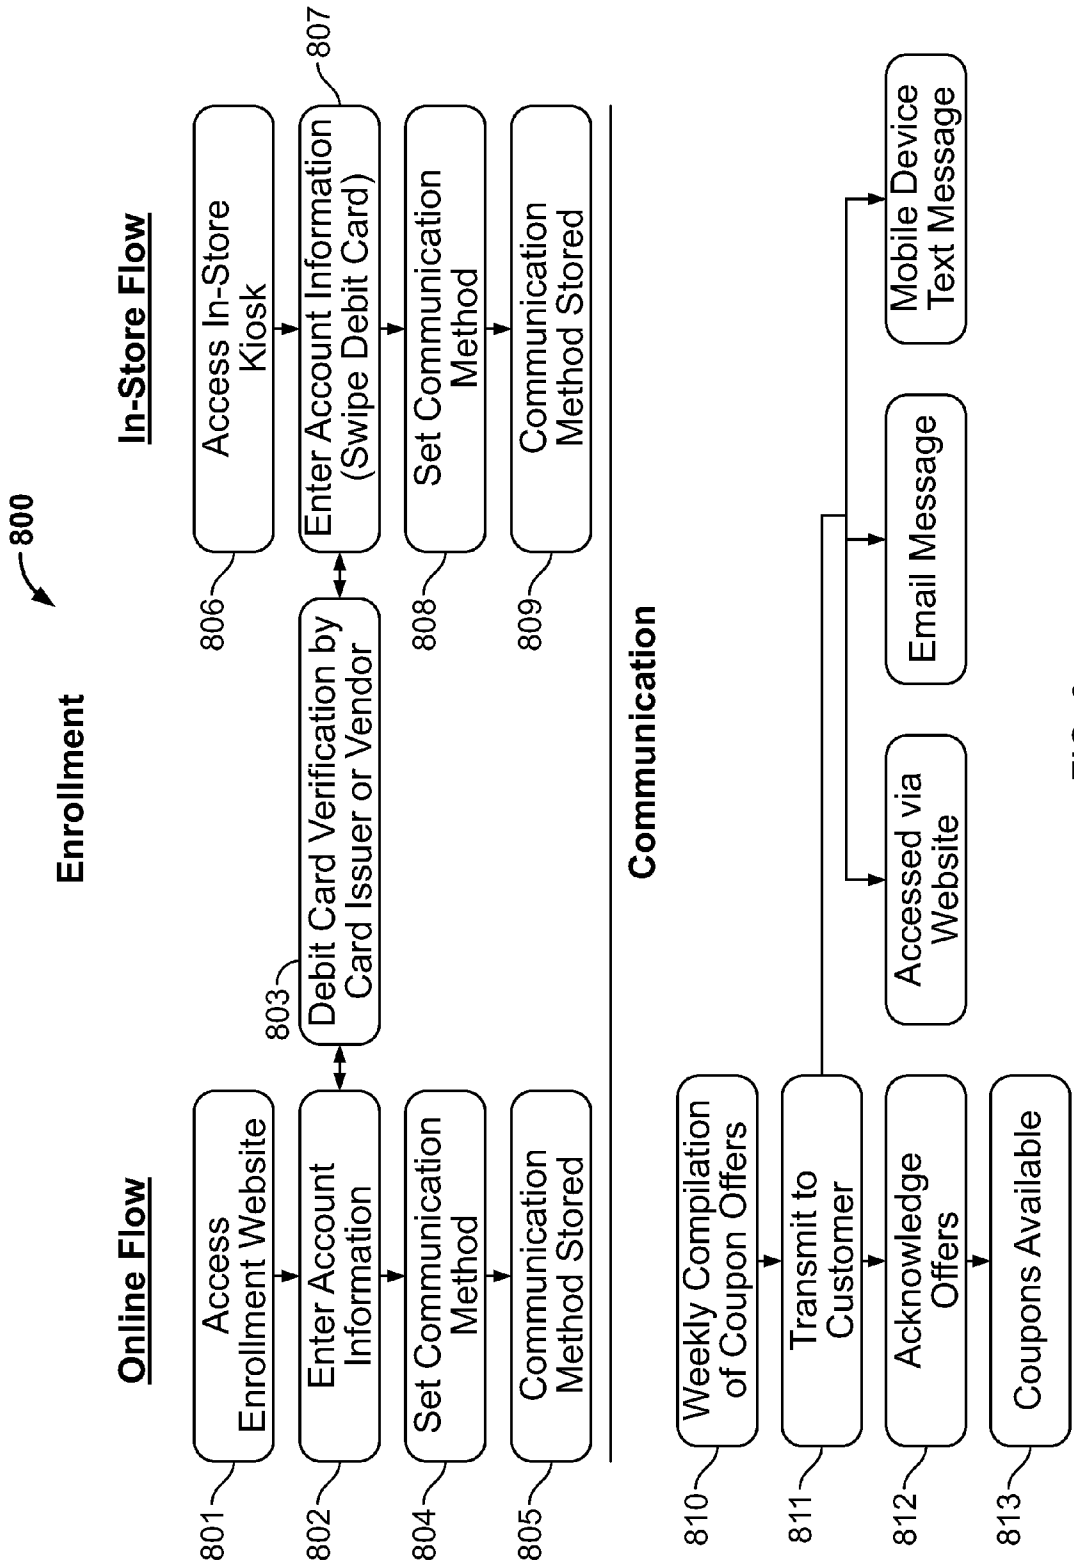 800
Enrollment
Online Flow
In-Store Flow
801
Access
Enrollment Website
802
Enter Account
Information
803
Debit Card Verification by
Card Issuer or Vendor
804
Set Communication
Method
805
Communication
Method Stored
806
Access In-Store
Kiosk
807
Enter Account Information
(Swipe Debit Card)
808
Set Communication
Method
809
Communication
Method Stored
Communication
810
Weekly Compilation
of Coupon Offers
811
Transmit to
Customer
812
Acknowledge
Offers
813
Coupons Available
Accessed via
Website
Email Message
Mobile Device
Text Message